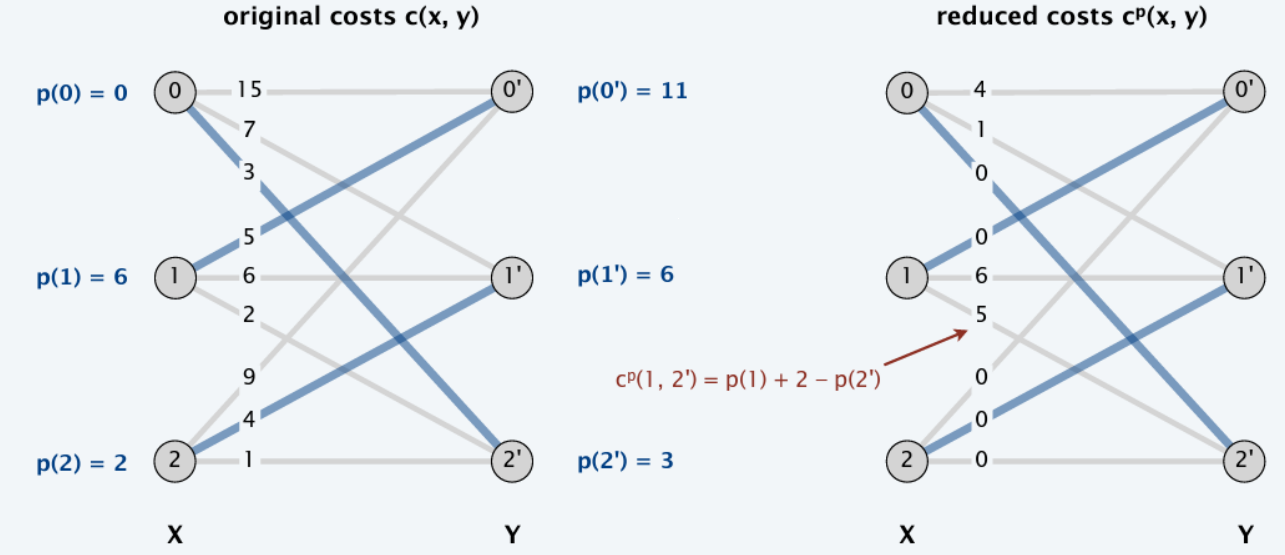 original costs c(x, y)
reduced costs cᵖ(x, y)
p(0) = 0
0
15
0'
p(0') = 11
7
3
5
p(1) = 6
1
6
1'
p(1') = 6
2
9
4
p(2) = 2
2
1
2'
p(2') = 3
X
Y
0
4
0'
1
0
0
1
6
1'
5
cᵖ(1, 2') = p(1) + 2 − p(2')
0
0
2
0
2'
X
Y